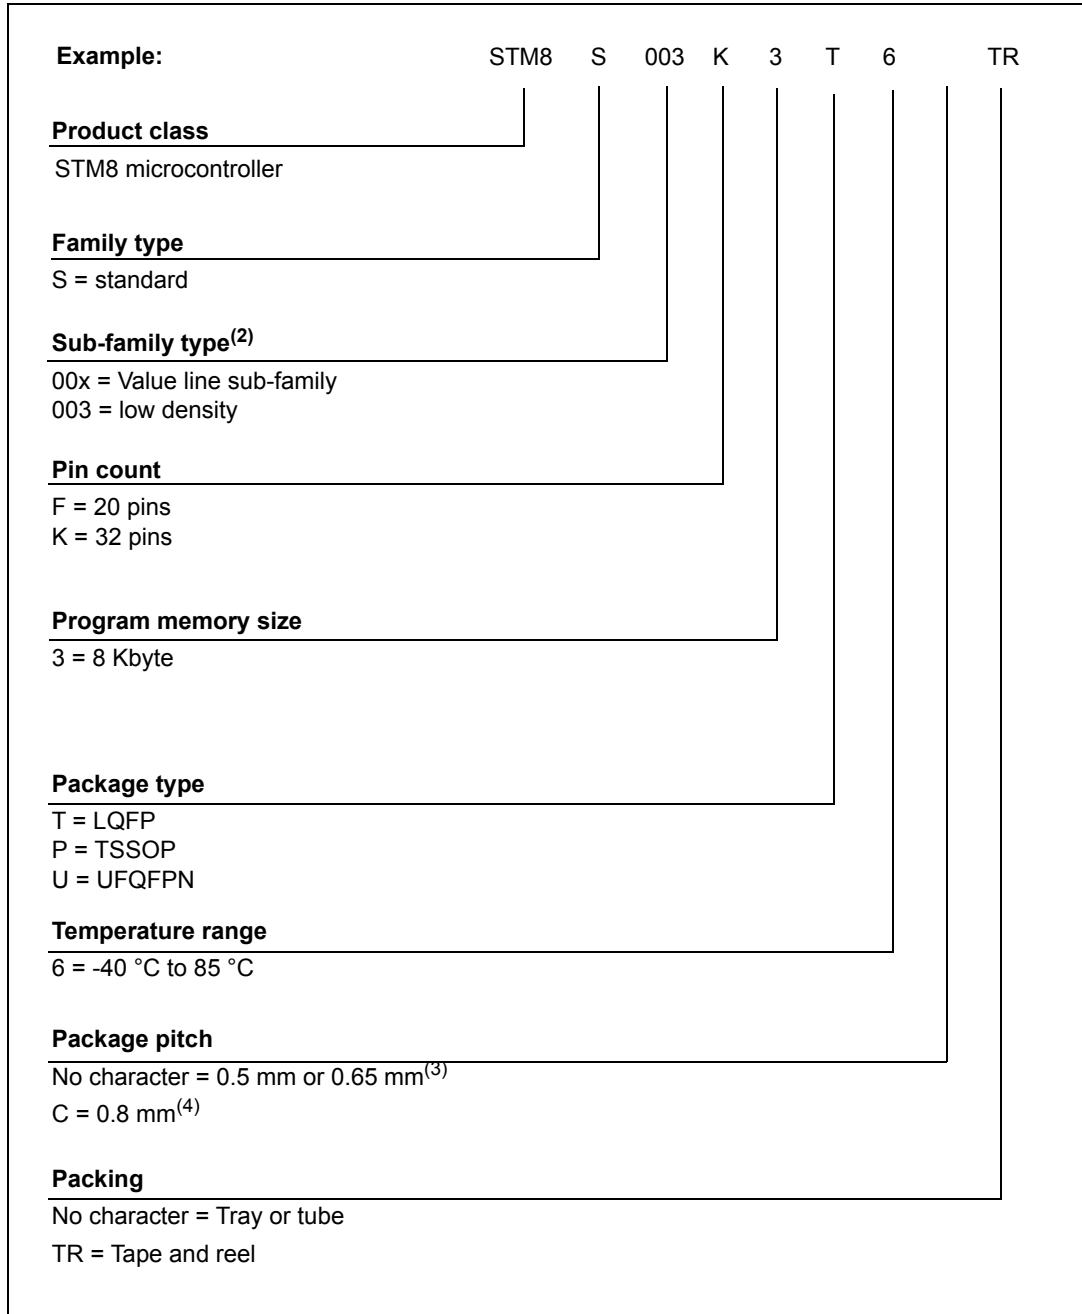 Example: STM8 S 003 K 3 T 6 TR
Product class
STM8 microcontroller
Family type
S = standard
Sub-family type(2)
00x = Value line sub-family
003 = low density
Pin count
F = 20 pins
K = 32 pins
Program memory size
3 = 8 Kbyte
Package type
T = LQFP
P = TSSOP
U = UFQFPN
Temperature range
6 = -40 °C to 85 °C
Package pitch
No character = 0.5 mm or 0.65 mm(3)
C = 0.8 mm(4)
Packing
No character = Tray or tube
TR = Tape and reel